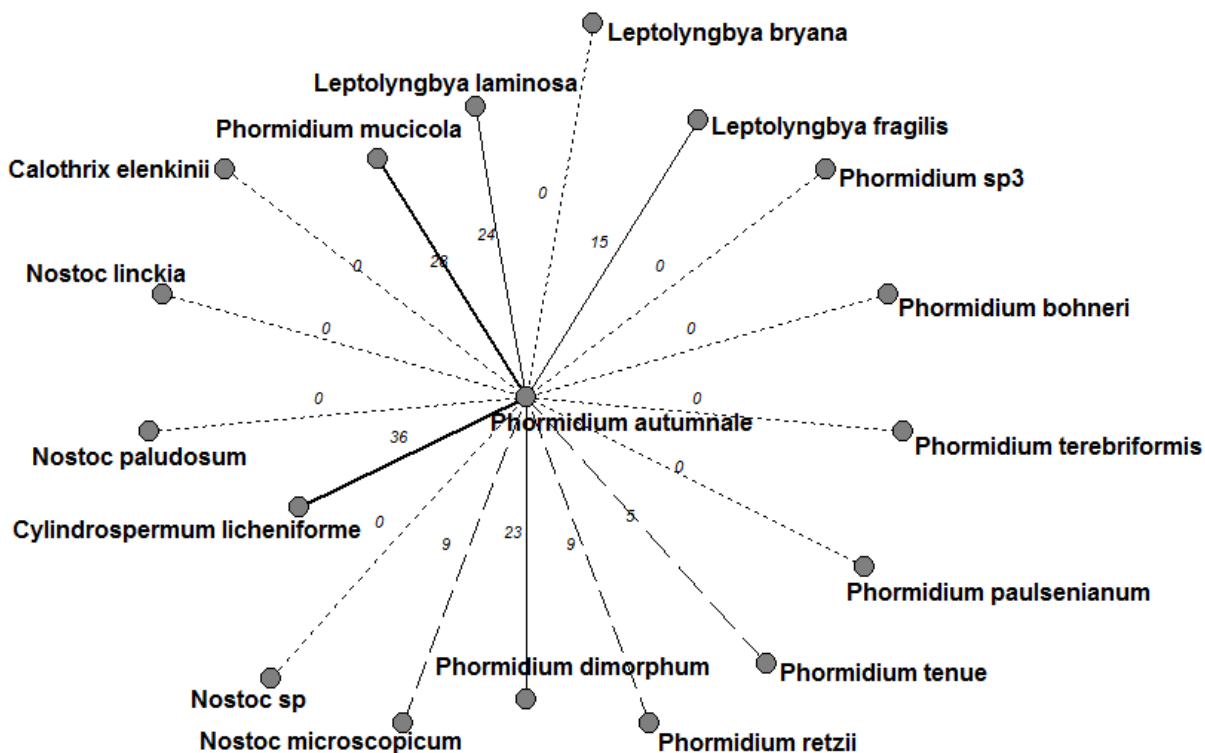 Leptolyngbya bryana
Leptolyngbya laminosa
Phormidium mucicola
Leptolyngbya fragilis
Calothrix elenkinii
Phormidium sp3
0
24
15
28
0
0
Nostoc linckia
Phormidium bohneri
0
0
0
0
Phormidium autumnale
36
Nostoc paludosum
Phormidium terebriformis
0
5
Cylindrospermum licheniforme
0
23
9
9
Phormidium paulsenianum
Phormidium dimorphum
Phormidium tenue
Nostoc sp
Nostoc microscopicum
Phormidium retzii